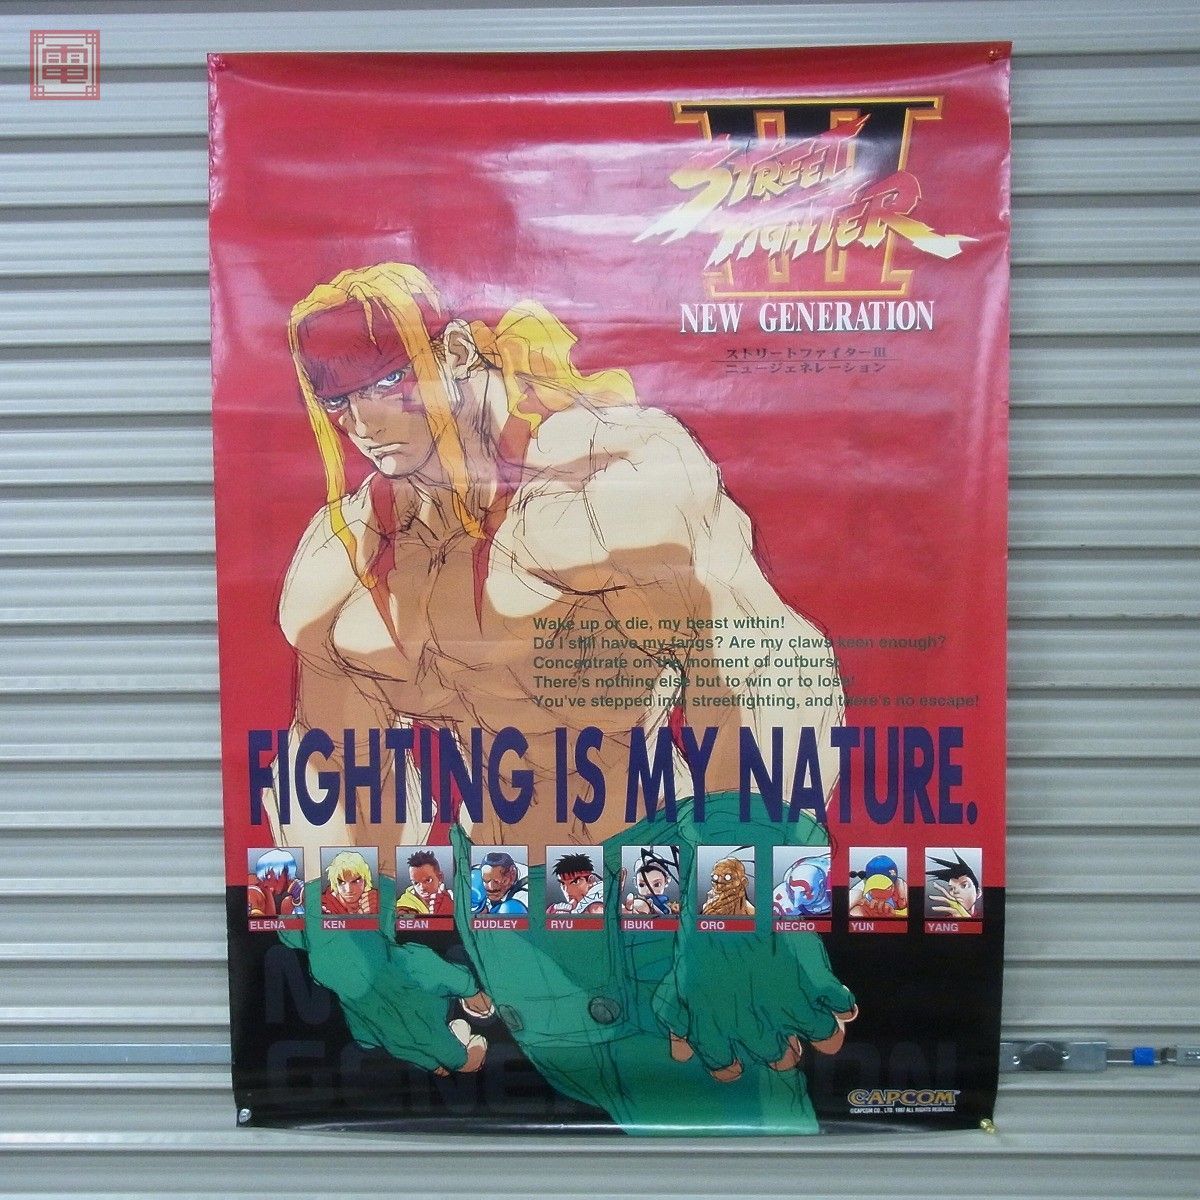 電
III
STREET
FIGHTER
NEW GENERATION
ストリートファイターIII
ニュージェネレーション
Wake up or die, my beast within!
Do I still have my fangs? Are my claws keen enough?
Concentrate on the moment of outburst
There's nothing else but to win or to lose!
You've stepped into streetfighting, and there's no escape!
FIGHTING IS MY NATURE.
ELENA KEN SEAN DUDLEY RYU IBUKI ORO NECRO YUN YANG
CAPCOM
©CAPCOM CO., LTD. 1997 ALL RIGHTS RESERVED.